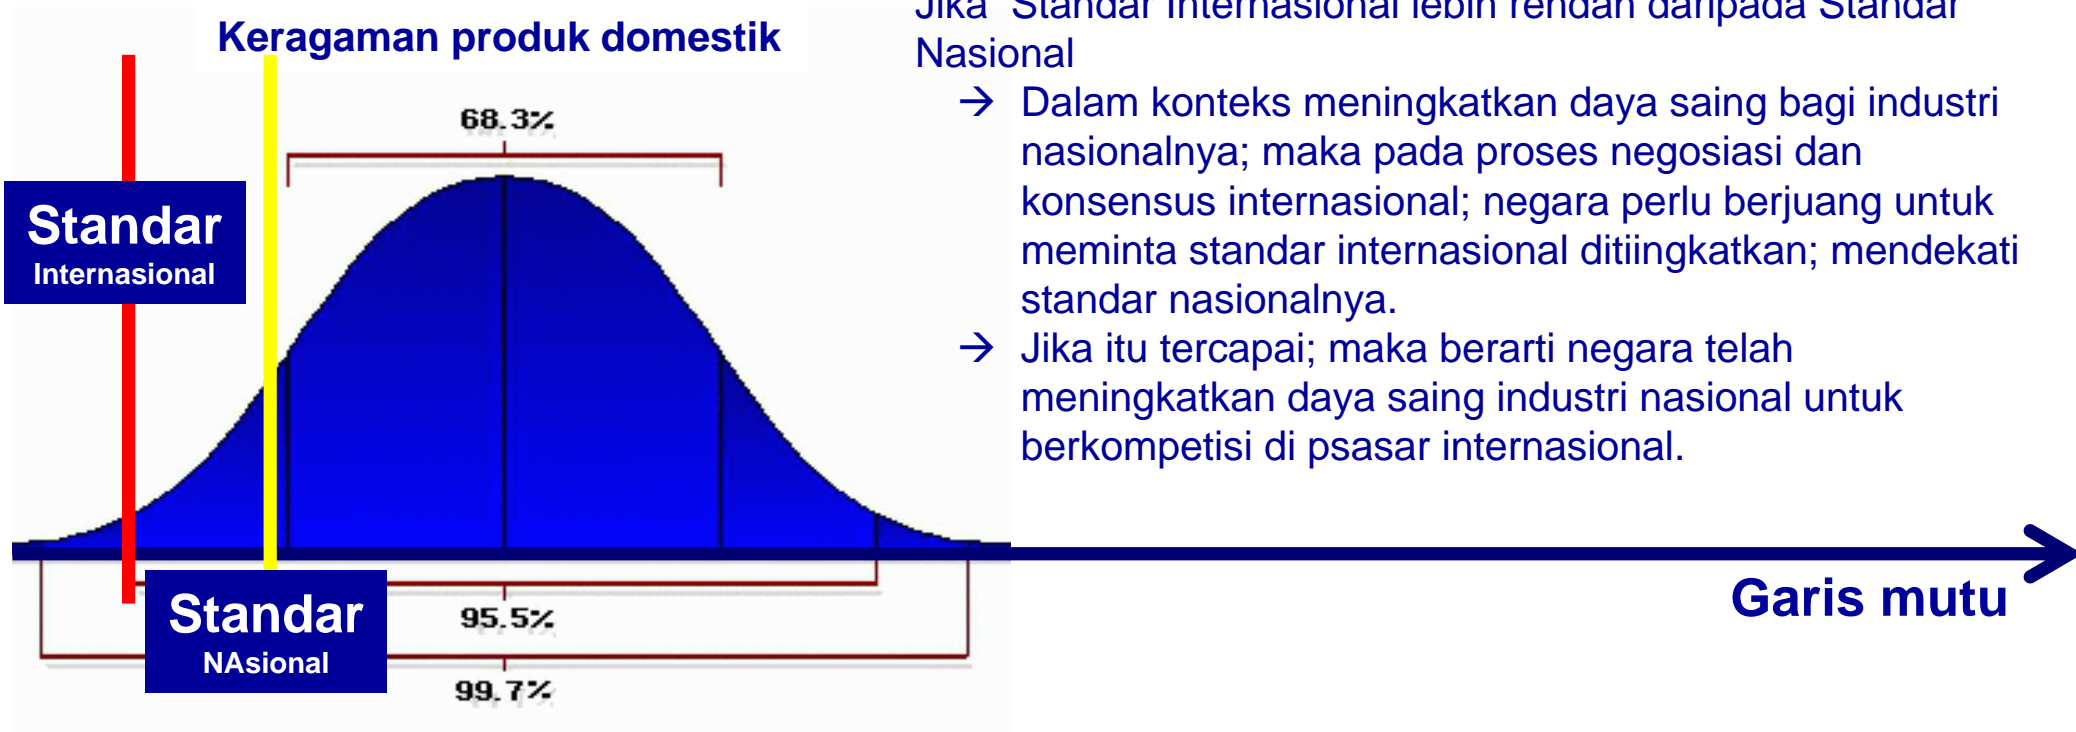 Keragaman produk domestik
68.3%
Standar
Internasional
Standar
NAsional
95.5%
99.7%
Jika Standar Internasional lebih rendah daripada Standar
Nasional
→ Dalam konteks meningkatkan daya saing bagi industri
nasionalnya; maka pada proses negosiasi dan
konsensus internasional; negara perlu berjuang untuk
meminta standar internasional ditiingkatkan; mendekati
standar nasionalnya.
→ Jika itu tercapai; maka berarti negara telah
meningkatkan daya saing industri nasional untuk
berkompetisi di psasar internasional.
Garis mutu